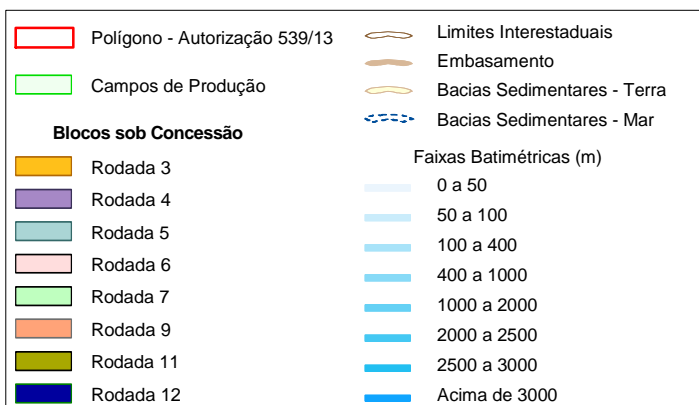 Polígono - Autorização 539/13
Campos de Produção
Blocos sob Concessão
Rodada 3
Rodada 4
Rodada 5
Rodada 6
Rodada 7
Rodada 9
Rodada 11
Rodada 12
Limites Interestaduais
Embasamento
Bacias Sedimentares - Terra
Bacias Sedimentares - Mar
Faixas Batimétricas (m)
0 a 50
50 a 100
100 a 400
400 a 1000
1000 a 2000
2000 a 2500
2500 a 3000
Acima de 3000